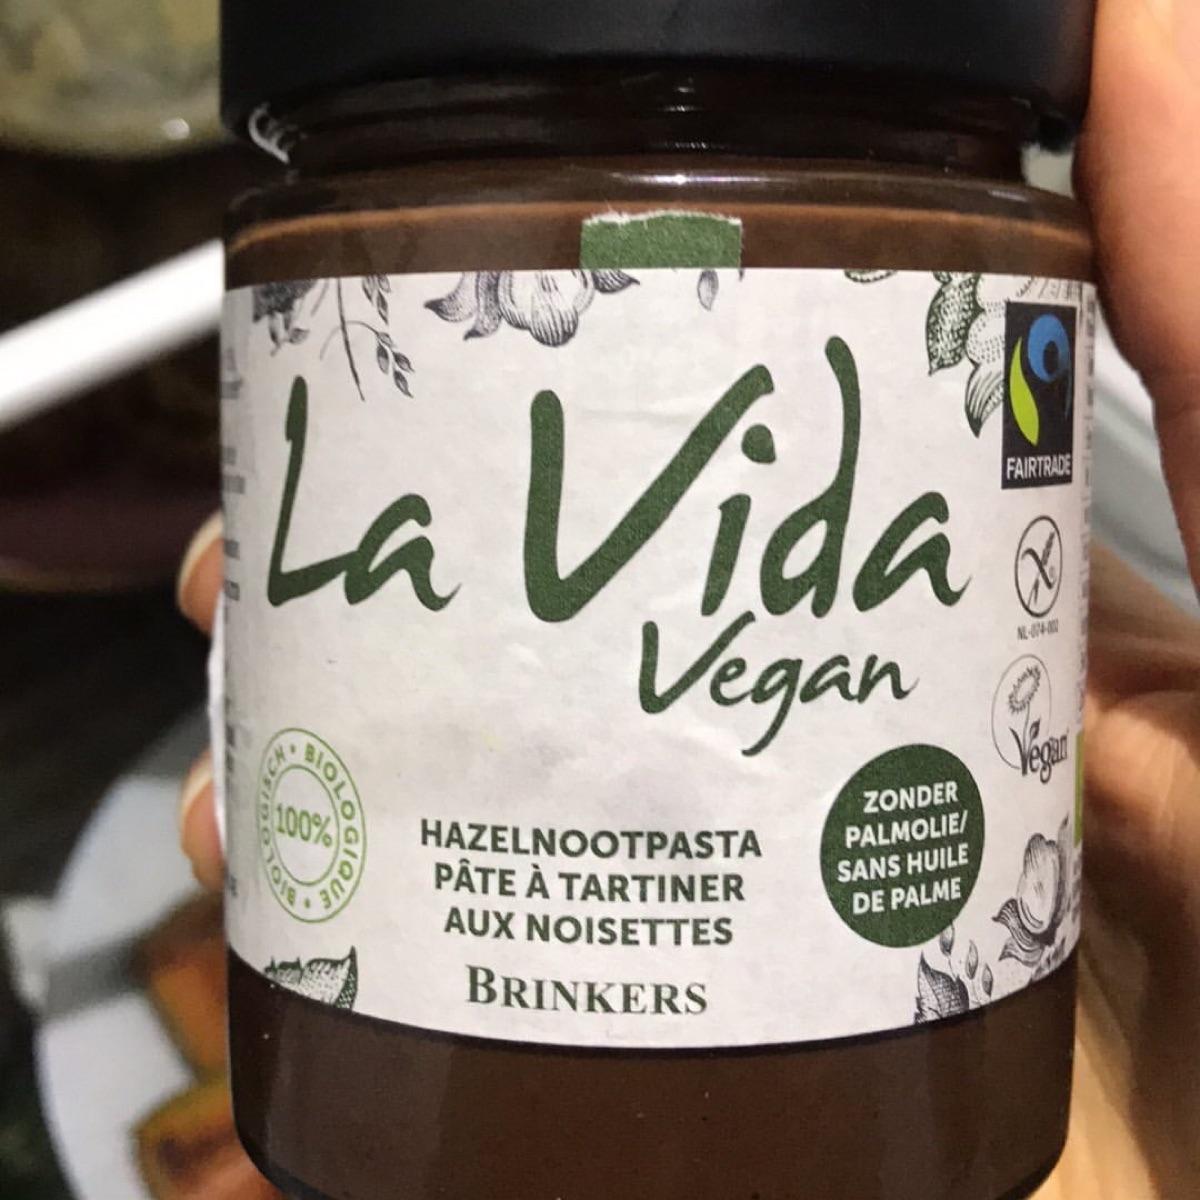 La Vida
Vegan
FAIRTRADE
NL-074-002
Vegan
BIOLOGISCH • BIOLOGIQUE •
100%
HAZELNOOTPASTA
PÂTE À TARTINER
AUX NOISETTES
BRINKERS
ZONDER
PALMOLIE/
SANS HUILE
DE PALME